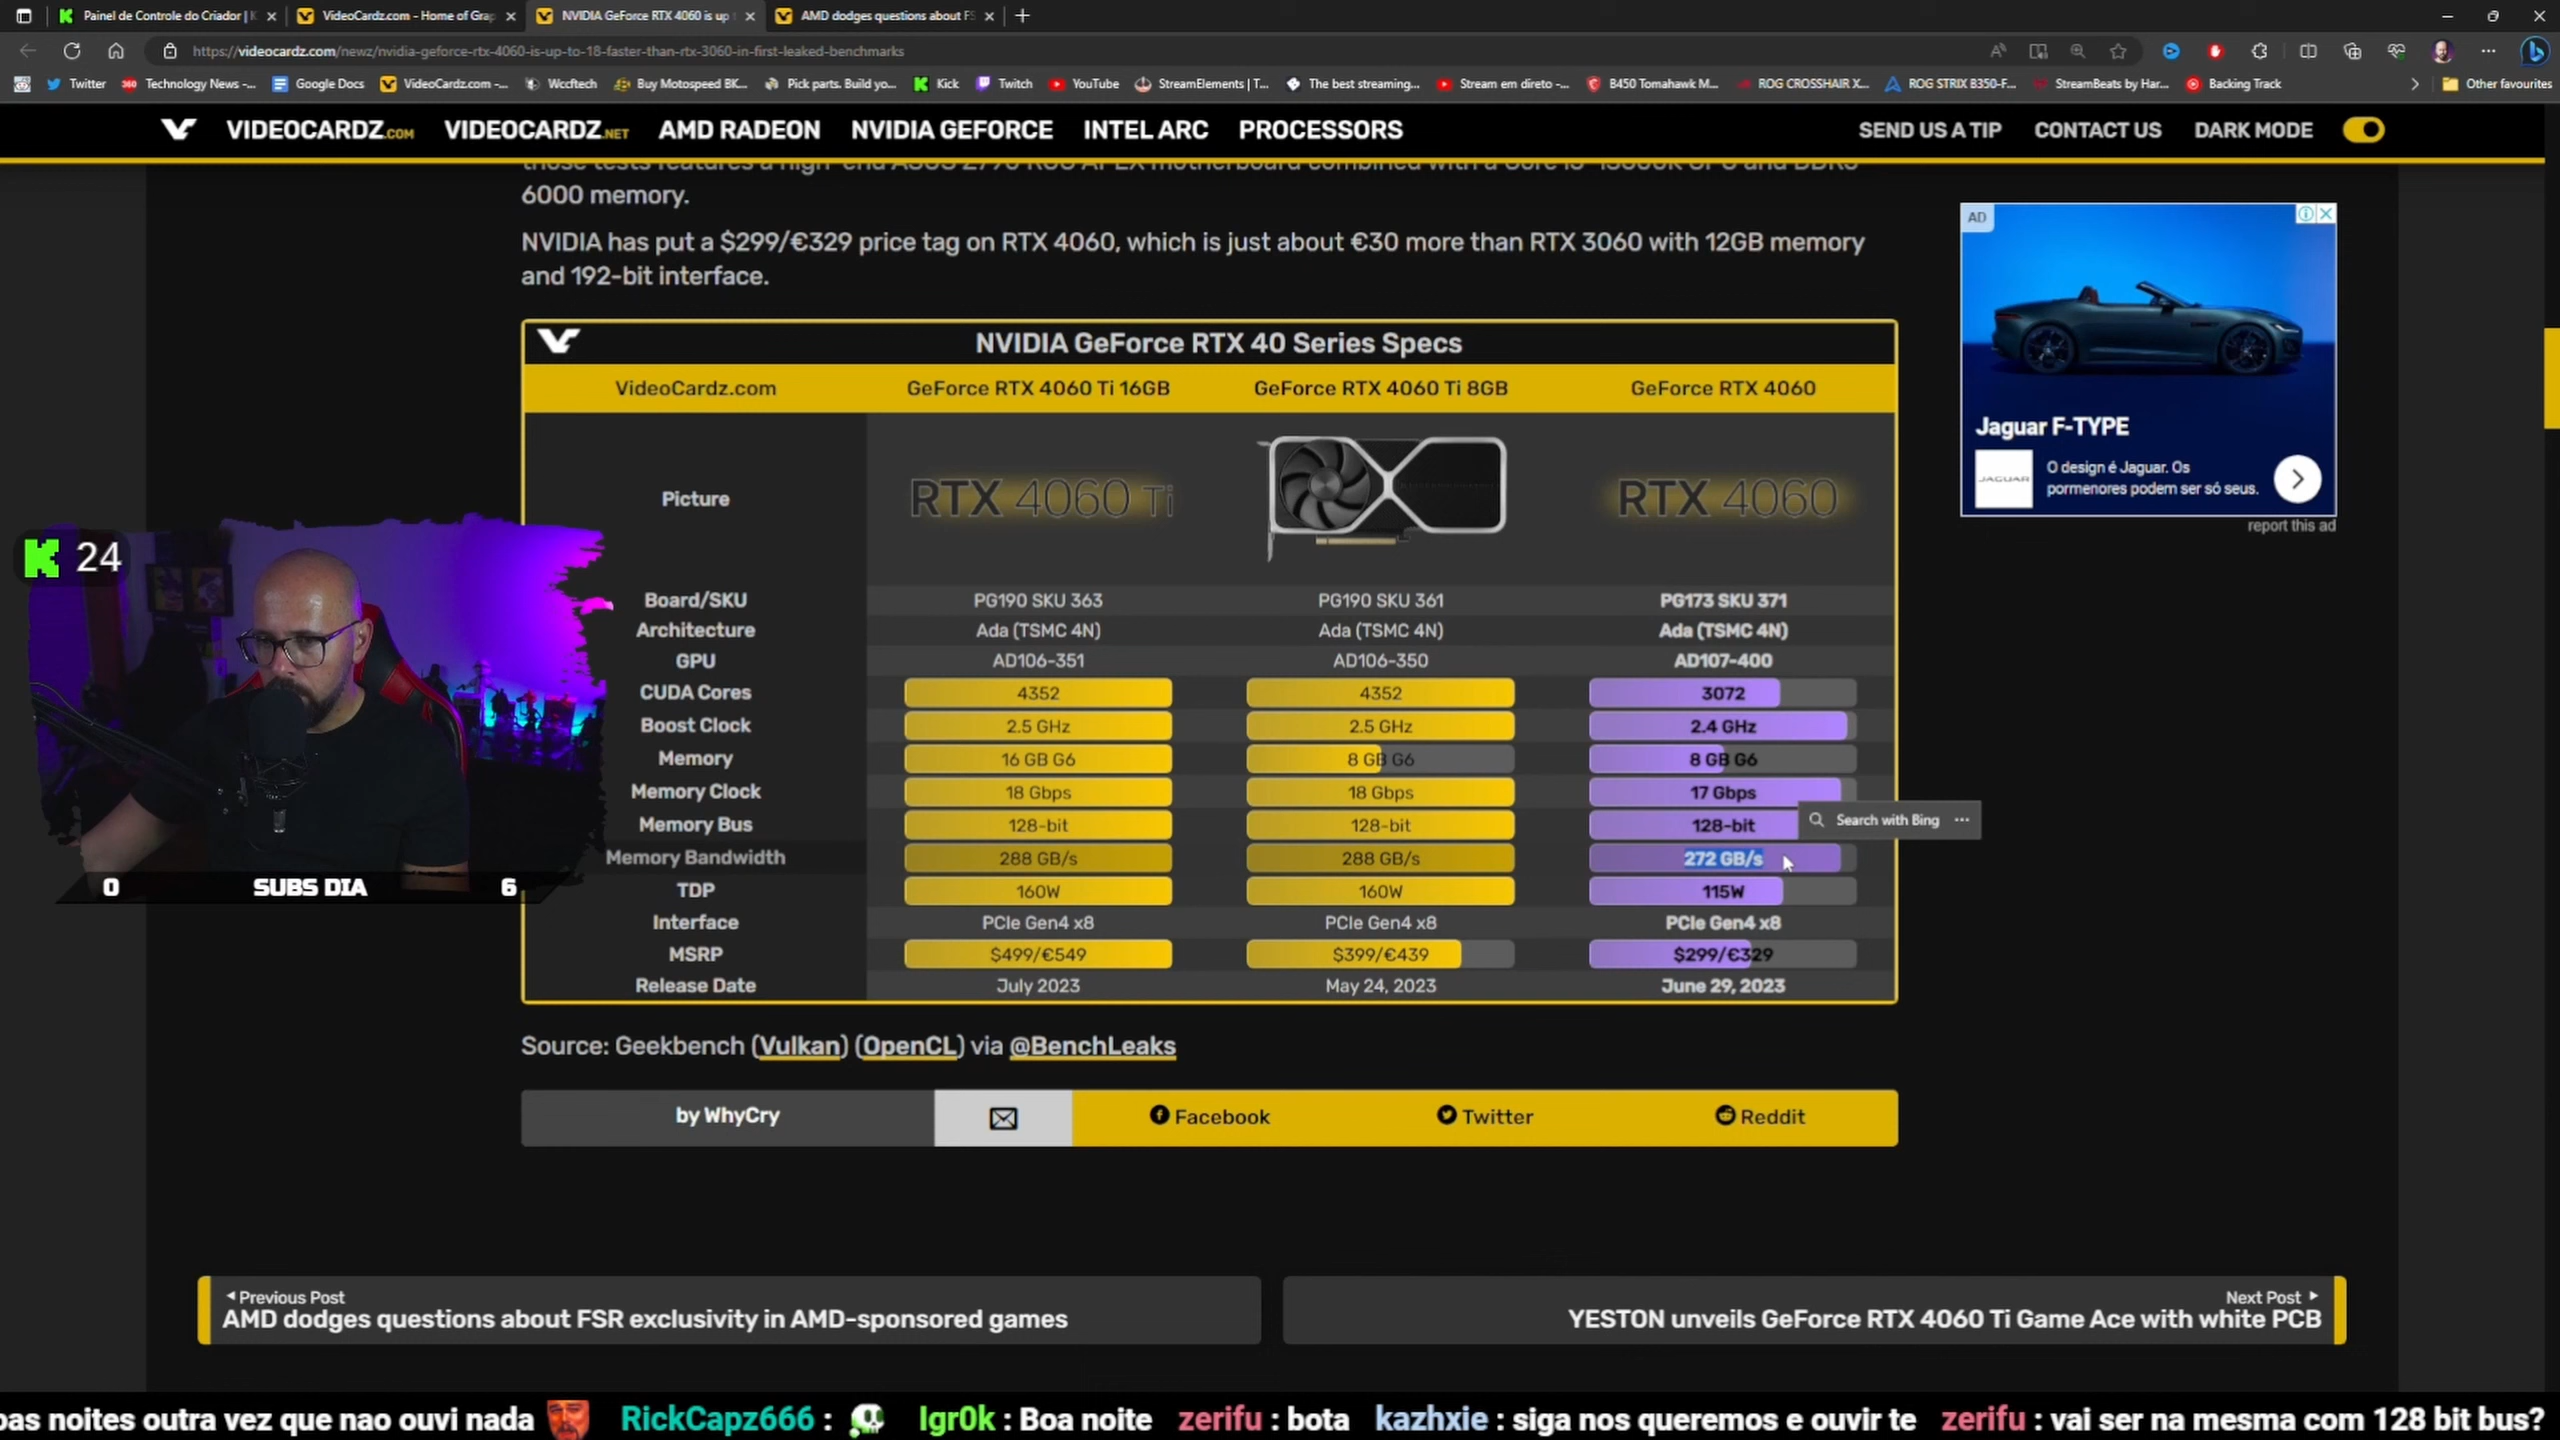 Painel de Controle do Criador | K
VideoCardz.com - Home of Grap
NVIDIA GeForce RTX 4060 is up
AMD dodges questions about FS
https://videocardz.com/newz/nvidia-geforce-rtx-4060-is-up-to-18-faster-than-rtx-3060-in-first-leaked-benchmarks
Twitter
Technology News -...
Google Docs
VideoCardz.com -...
Wccftech
Buy Motospeed BK...
Pick parts. Build yo...
Kick
Twitch
YouTube
StreamElements | T...
The best streaming...
Stream em direto -...
B450 Tomahawk M...
ROG CROSSHAIR X...
ROG STRIX B350-F...
StreamBeats by Har...
Backing Track
Other favourites
VIDEOCARDZ.COM VIDEOCARDZ.NET AMD RADEON NVIDIA GEFORCE INTEL ARC PROCESSORS
SEND US A TIP CONTACT US DARK MODE
6000 memory.
NVIDIA has put a $299/€329 price tag on RTX 4060, which is just about €30 more than RTX 3060 with 12GB memory
and 192-bit interface.
NVIDIA GeForce RTX 40 Series Specs
VideoCardz.com GeForce RTX 4060 Ti 16GB GeForce RTX 4060 Ti 8GB GeForce RTX 4060
Picture RTX 4060 Ti RTX 4060
Board/SKU PG190 SKU 363 PG190 SKU 361 PG173 SKU 371
Architecture Ada (TSMC 4N) Ada (TSMC 4N) Ada (TSMC 4N)
GPU AD106-351 AD106-350 AD107-400
CUDA Cores 4352 4352 3072
Boost Clock 2.5 GHz 2.5 GHz 2.4 GHz
Memory 16 GB G6 8 GB G6 8 GB G6
Memory Clock 18 Gbps 18 Gbps 17 Gbps
Memory Bus 128-bit 128-bit 128-bit
Search with Bing ...
Memory Bandwidth 288 GB/s 288 GB/s 272 GB/s
TDP 160W 160W 115W
Interface PCIe Gen4 x8 PCIe Gen4 x8 PCIe Gen4 x8
MSRP $499/€549 $399/€439 $299/€329
Release Date July 2023 May 24, 2023 June 29, 2023
AD
Jaguar F-TYPE
JAGUAR
O design é Jaguar. Os
pormenores podem ser só seus.
report this ad
K 24
0 SUBS DIA 6
Source: Geekbench (Vulkan) (OpenCL) via @BenchLeaks
by WhyCry
Facebook
Twitter
Reddit
Previous Post
AMD dodges questions about FSR exclusivity in AMD-sponsored games
Next Post
YESTON unveils GeForce RTX 4060 Ti Game Ace with white PCB
oas noites outra vez que nao ouvi nada RickCapz666 : Igr0k : Boa noite zerifu : bota kazhxie : siga nos queremos e ouvir te zerifu : vai ser na mesma com 128 bit bus?